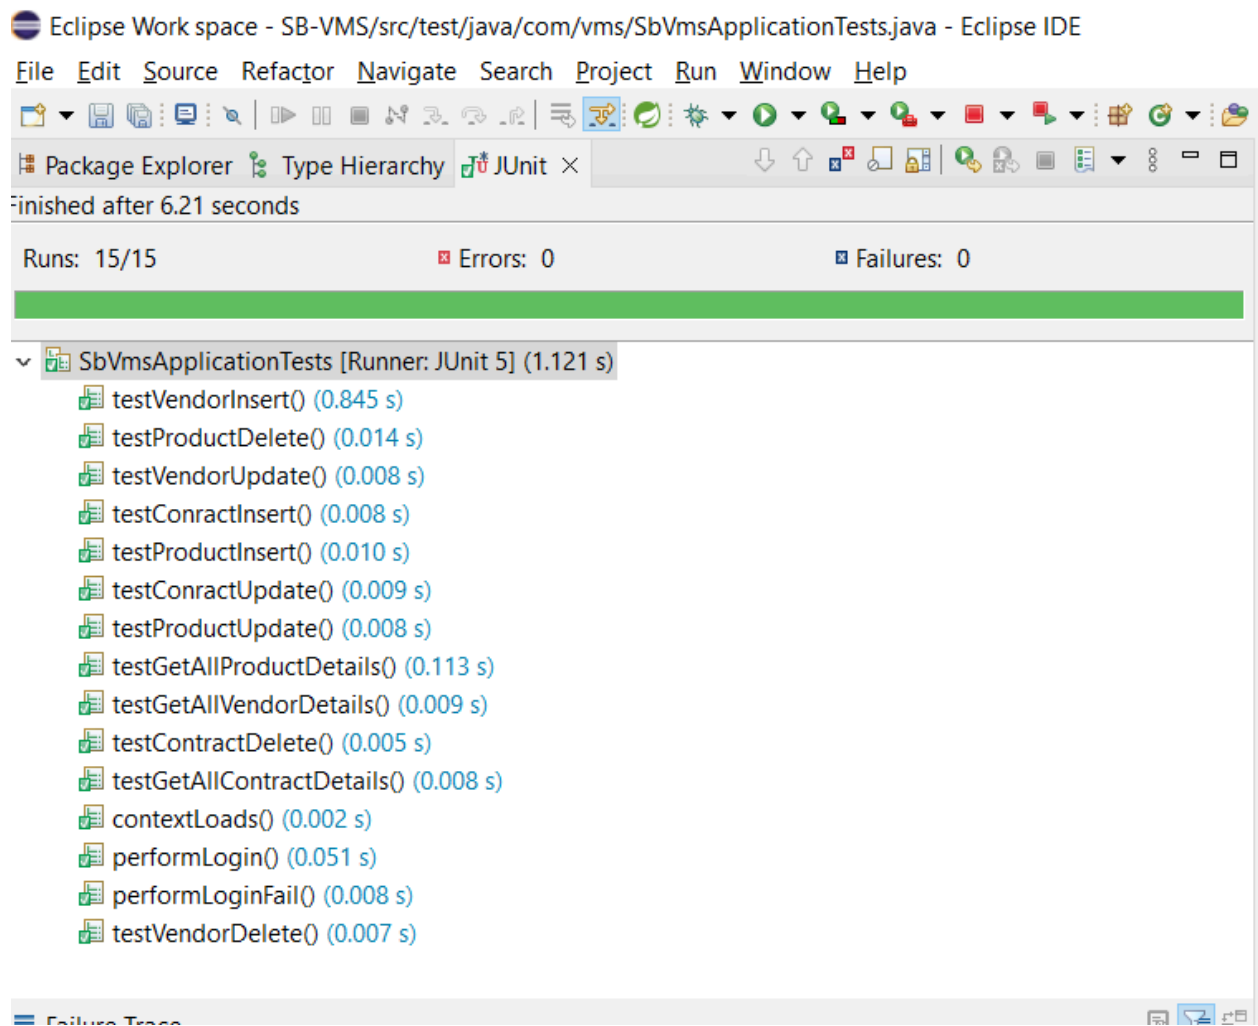 Eclipse Work space - SB-VMS/src/test/java/com/vms/SbVmsApplicationTests.java - Eclipse IDE
File Edit Source Refactor Navigate Search Project Run Window Help
Package Explorer Type Hierarchy JUnit
Finished after 6.21 seconds
Runs: 15/15 Errors: 0 Failures: 0
SbVmsApplicationTests [Runner: JUnit 5] (1.121 s)
testVendorInsert() (0.845 s)
testProductDelete() (0.014 s)
testVendorUpdate() (0.008 s)
testConractInsert() (0.008 s)
testProductInsert() (0.010 s)
testConractUpdate() (0.009 s)
testProductUpdate() (0.008 s)
testGetAllProductDetails() (0.113 s)
testGetAllVendorDetails() (0.009 s)
testContractDelete() (0.005 s)
testGetAllContractDetails() (0.008 s)
contextLoads() (0.002 s)
performLogin() (0.051 s)
performLoginFail() (0.008 s)
testVendorDelete() (0.007 s)
Failure Trace